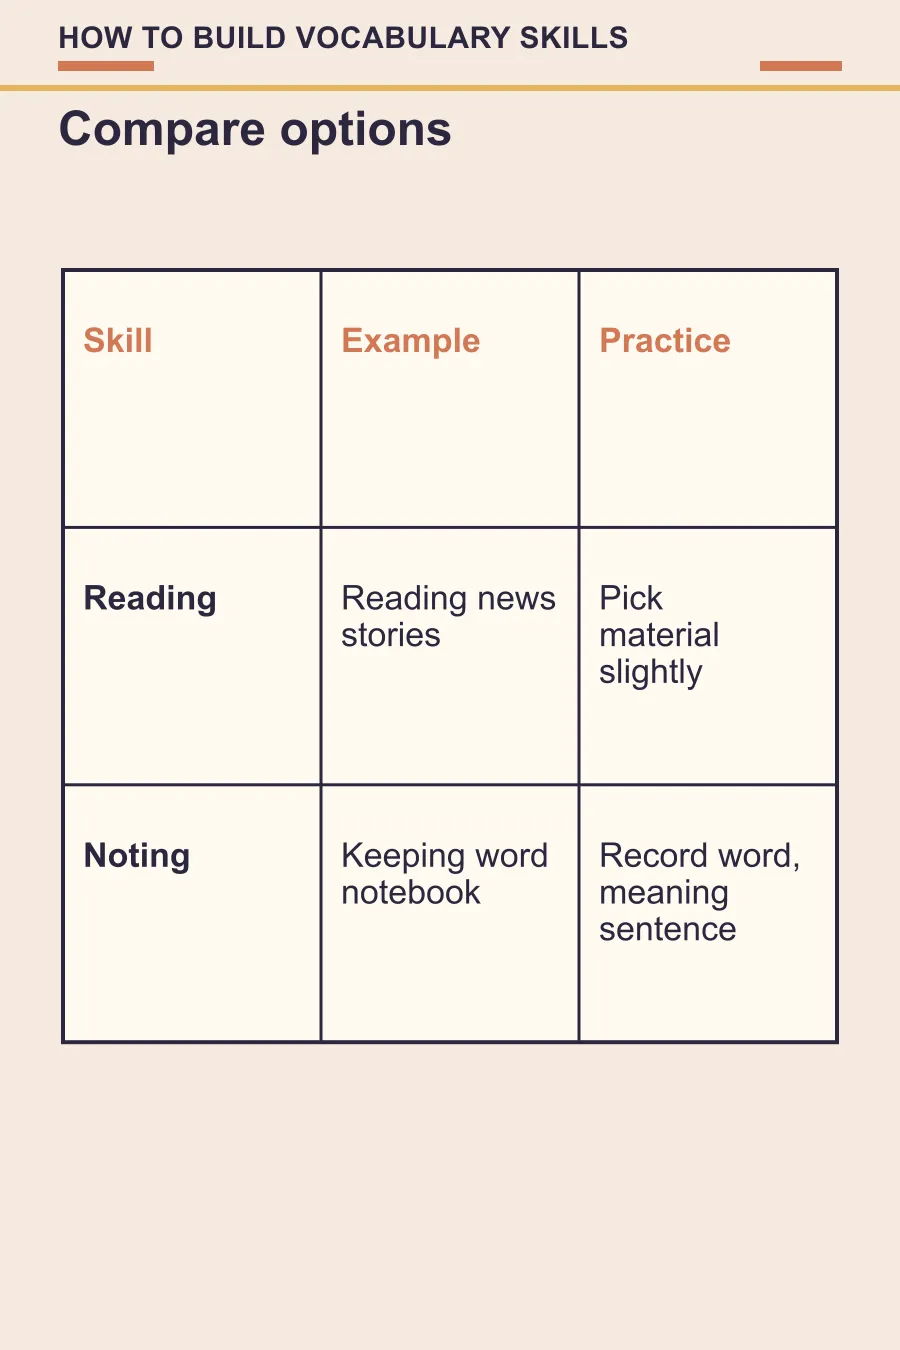 HOW TO BUILD VOCABULARY SKILLS
Compare options
Skill
Example
Practice
Reading
Reading news
stories
Pick
material
slightly
Noting
Keeping word
notebook
Record word,
meaning
sentence